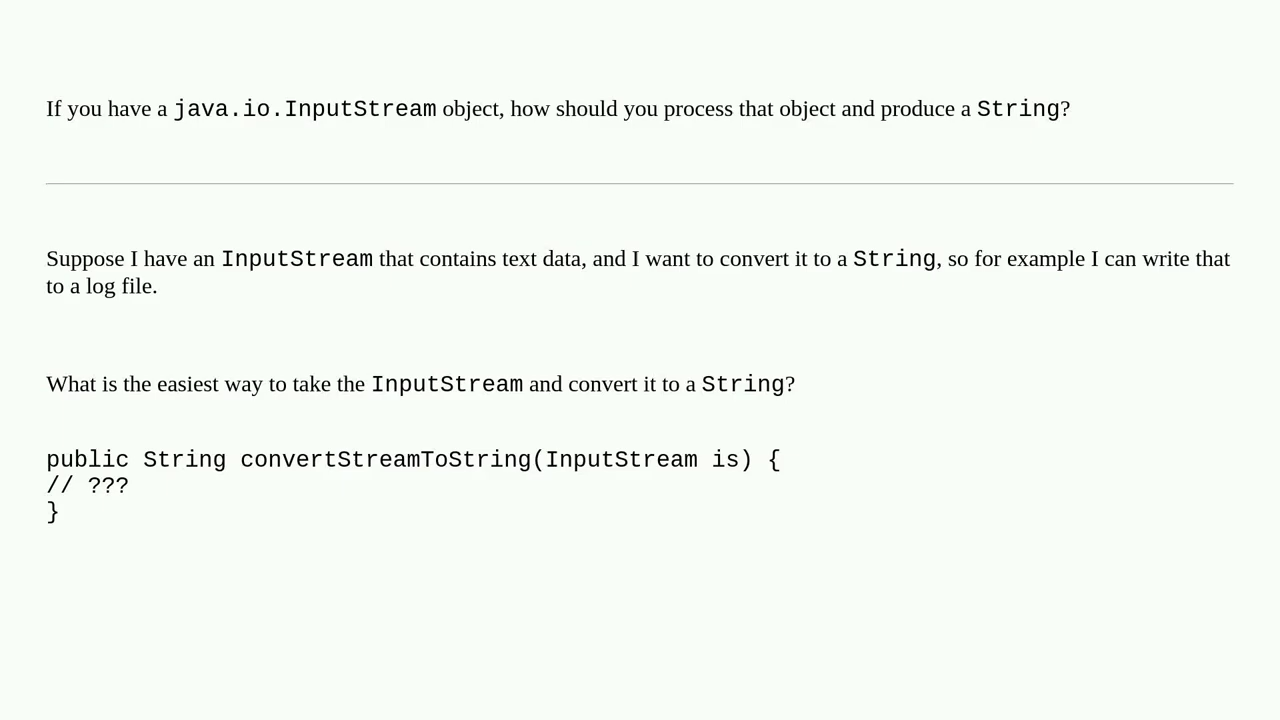 If you have a java.io.InputStream object, how should you process that object and produce a String?
Suppose I have an InputStream that contains text data, and I want to convert it to a String, so for example I can write that
to a log file.
What is the easiest way to take the InputStream and convert it to a String?
public String convertStreamToString(InputStream is) {
// ???
}